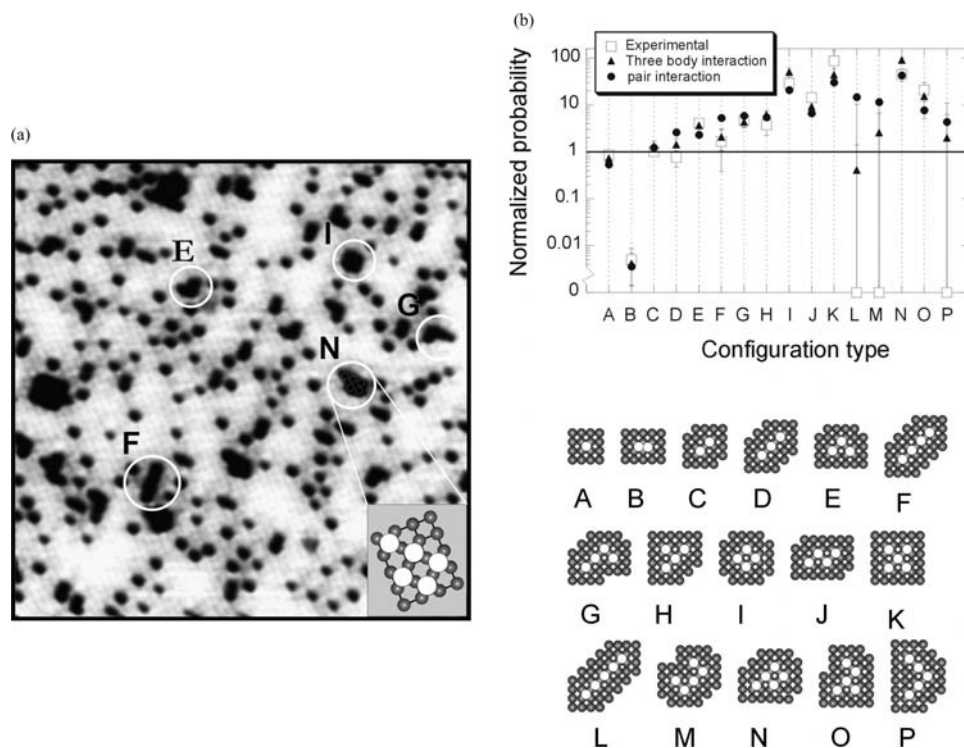 (a)
E
I
G
N
F
(b)
Experimental
Three body interaction
pair interaction
Normalized probability
100
10
1
0.1
0.01
0
A B C D E F G H I J K L M N O P
Configuration type
A B C D E F
G H I J K
L M N O P